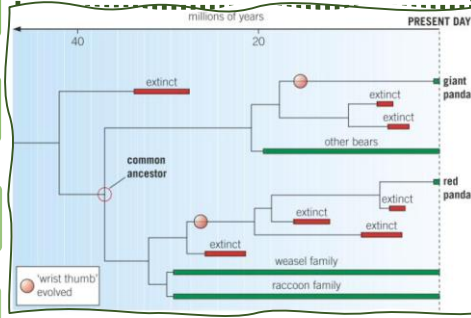 millions of years
PRESENT DAY
40
20
extinct
giant
panda
extinct
extinct
other bears
common
ancestor
red
panda
extinct
extinct
extinct
extinct
weasel family
raccoon family
'wrist thumb'
evolved